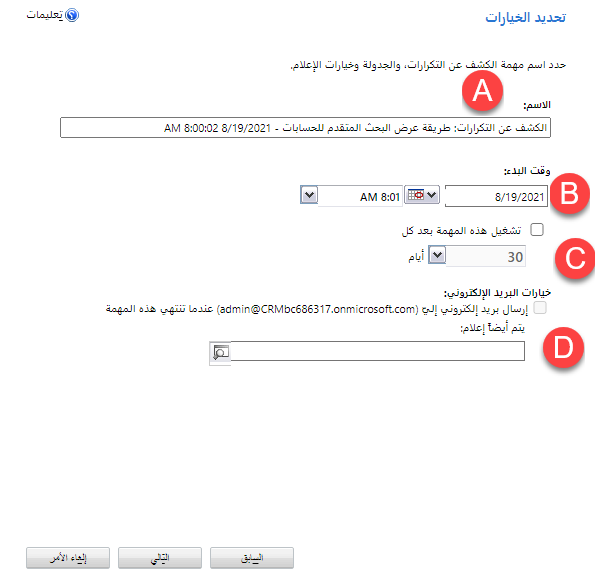 تحديد الخيارات
تعليمات
حدد اسم مهمة الكشف عن التكرارات، والجدولة وخيارات الإعلام.
A
الاسم:
الكشف عن التكرارات: طريقة عرض البحث المتقدم للحسابات - 8/19/2021 8:00:02 AM
وقت البدء:
B
8/19/2021
8:01 AM
تشغيل هذه المهمة بعد كل
C
30
أيام
خيارات البريد الإلكتروني:
إرسال بريد إلكتروني إليّ (admin@CRMbc686317.onmicrosoft.com) عندما تنتهي هذه المهمة
يتم أيضاً إعلام:
D
السابق
التالي
إلغاء الأمر